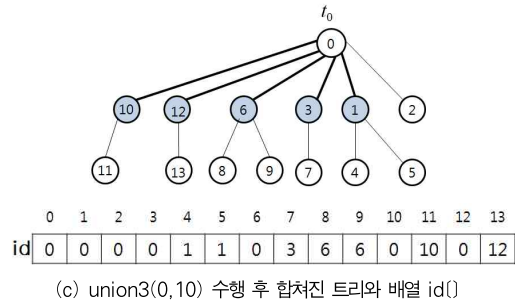 t₀
0
10 12 6 3 1 2
11 13 8 9 7 4 5
0 1 2 3 4 5 6 7 8 9 10 11 12 13
id 0 0 0 0 1 1 0 3 6 6 0 10 0 12
(c) union3(0,10) 수행 후 합쳐진 트리와 배열 id[]